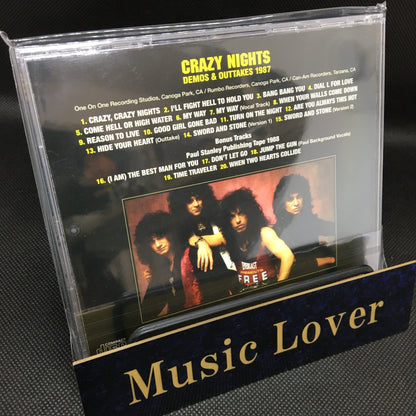 CRAZY NIGHTS
DEMOS & OUTTAKES 1987
One On One Recording Studios, Canoga Park, CA / Rumbo Recorders, Canoga Park, CA / Can-Am Recorders, Tarzana, CA
1. CRAZY, CRAZY NIGHTS 2. I'LL FIGHT HELL TO HOLD YOU 3. BANG BANG YOU 4. DIAL L FOR LOVE
5. COME HELL OR HIGH WATER 6. MY WAY 7. MY WAY (Vocal Track) 8. WHEN YOUR WALLS COME DOWN
9. REASON TO LIVE 10. GOOD GIRL GONE BAD 11. TURN ON THE NIGHT 12. ARE YOU ALWAYS THIS HOT
13. HIDE YOUR HEART (Outtake) 14. SWORD AND STONE (Version 1) 15. SWORD AND STONE (Version 2)
Bonus Tracks
Paul Stanley Publishing Tape 1988
16. (I AM) THE BEST MAN FOR YOU 17. DON'T LET GO 18. JUMP THE GUN (Paul Background Vocals)
19. TIME TRAVELER 20. WHEN TWO HEARTS COLLIDE
FREE
COMPACT
Music Lover